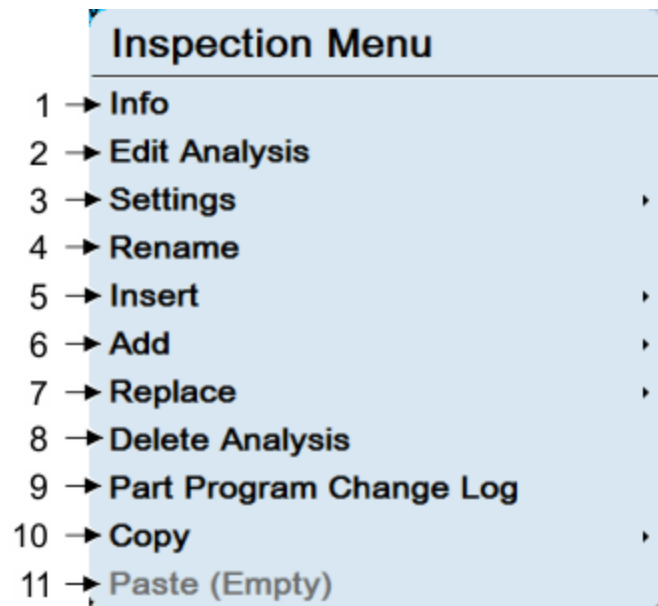 Inspection Menu
1 Info
2 Edit Analysis
3 Settings
4 Rename
5 Insert
6 Add
7 Replace
8 Delete Analysis
9 Part Program Change Log
10 Copy
11 Paste (Empty)